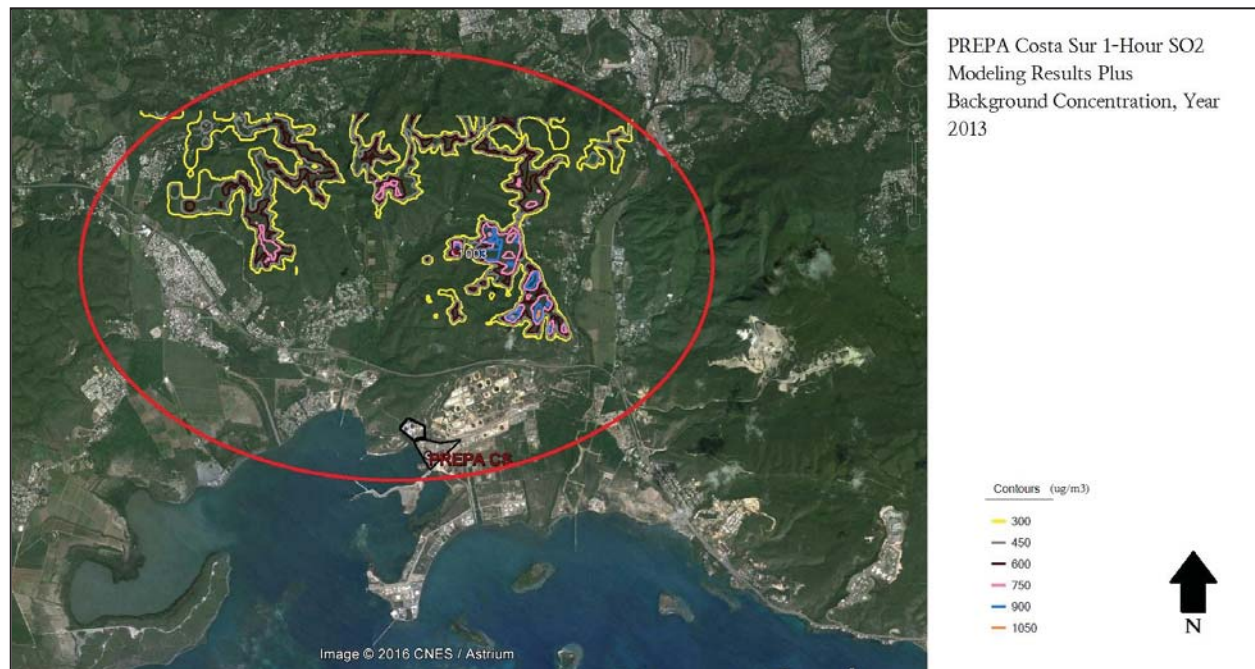 PREPA Costa Sur 1-Hour SO2
Modeling Results Plus
Background Concentration, Year
2013
1003
PREPA CS
Contours (ug/m3)
300
450
600
750
900
1050
N
Image © 2016 CNES / Astrium